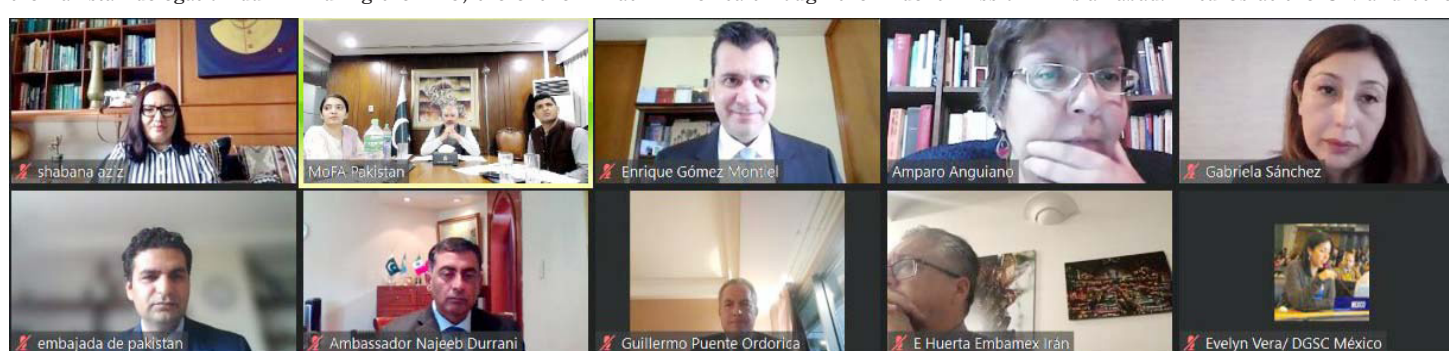 shabana aziz
MoFA Pakistan
Enrique Gómez Montiel
Amparo Anguiano
Gabriela Sánchez
embajada de pakistan
Ambassador Najeeb Durrani
Guillermo Puente Ordorica
E Huerta Embamex Irán
MEXICO
Evelyn Vera/ DGSC México